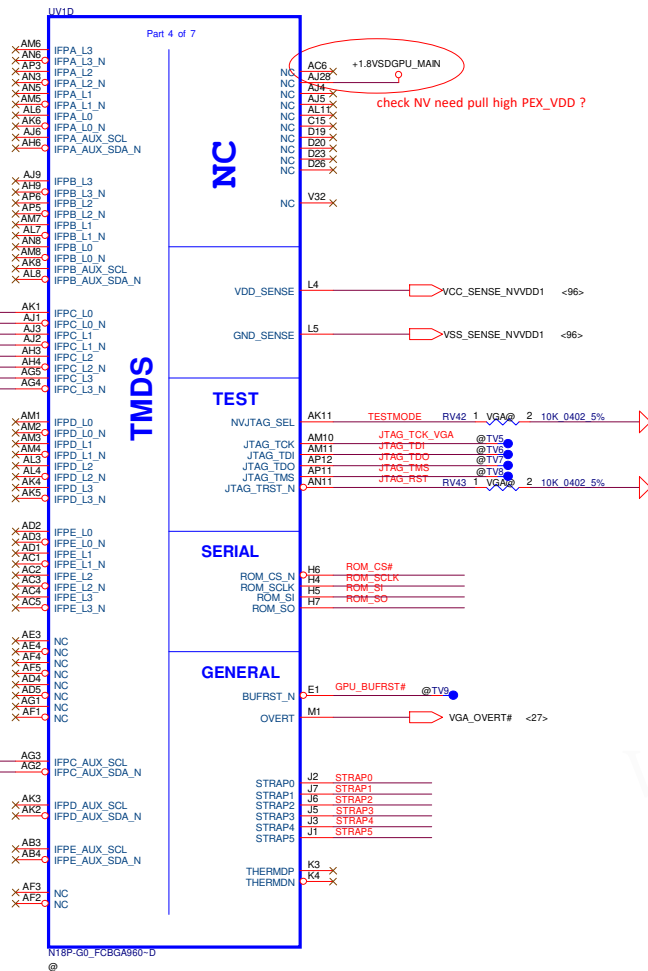 UV1D
Part 4 of 7
AM6 IFPA_L3
AN6 IFPA_L3_N
AP3 IFPA_L2
AN3 IFPA_L2_N
AN5 IFPA_L1
AM5 IFPA_L1_N
AL6 IFPA_L0
AK6 IFPA_L0_N
AJ6 IFPA_AUX_SCL
AH6 IFPA_AUX_SDA_N
AJ9 IFPB_L3
AH9 IFPB_L3_N
AP6 IFPB_L2
AP5 IFPB_L2_N
AM7 IFPB_L1
AL7 IFPB_L1_N
AN8 IFPB_L0
AM8 IFPB_L0_N
AK8 IFPB_AUX_SCL
AL8 IFPB_AUX_SDA_N
AK1 IFPC_L0
AJ1 IFPC_L0_N
AJ3 IFPC_L1
AJ2 IFPC_L1_N
AH3 IFPC_L2
AH4 IFPC_L2_N
AG5 IFPC_L3
AG4 IFPC_L3_N
AM1 IFPD_L0
AM2 IFPD_L0_N
AM3 IFPD_L1
AM4 IFPD_L1_N
AL3 IFPD_L2
AL4 IFPD_L2_N
AK4 IFPD_L3
AK5 IFPD_L3_N
AD2 IFPE_L0
AD3 IFPE_L0_N
AD1 IFPE_L1
AC1 IFPE_L1_N
AC2 IFPE_L2
AC3 IFPE_L2_N
AC4 IFPE_L3
AC5 IFPE_L3_N
AE3 NC
AE4 NC
AF4 NC
AF5 NC
AD4 NC
AD5 NC
AG1 NC
AF1 NC
AG3 IFPC_AUX_SCL
AG2 IFPC_AUX_SDA_N
AK3 IFPD_AUX_SCL
AK2 IFPD_AUX_SDA_N
AB3 IFPE_AUX_SCL
AB4 IFPE_AUX_SDA_N
AF3 NC
AF2 NC
TMDS
NC
+1.8VSDGPU_MAIN
check NV need pull high PEX_VDD ?
NC AC6
NC AJ28
NC AJ4
NC AJ5
NC AL11
NC C15
NC D19
NC D20
NC D23
NC D26
NC V32
VDD_SENSE L4 VCC_SENSE_NVVDD1 <96>
GND_SENSE L5 VSS_SENSE_NVVDD1 <96>
TEST
NVJTAG_SEL AK11 TESTMODE RV42 1 VGA@ 2 10K_0402_5%
JTAG_TCK AM10 JTAG_TCK_VGA @TV5
JTAG_TDI AM11 JTAG_TDI @TV6
JTAG_TDO AP12 JTAG_TDO @TV7
JTAG_TMS AP11 JTAG_TMS @TV8
JTAG_TRST_N AN11 JTAG_RST RV43 1 VGA@ 2 10K_0402_5%
SERIAL
ROM_CS_N H6 ROM_CS#
ROM_SCLK H4 ROM_SCLK
ROM_SI H5 ROM_SI
ROM_SO H7 ROM_SO
GENERAL
BUFRST_N E1 GPU_BUFRST# @TV9
OVERT M1 VGA_OVERT# <27>
STRAP0 J2 STRAP0
STRAP1 J7 STRAP1
STRAP2 J6 STRAP2
STRAP3 J5 STRAP3
STRAP4 J3 STRAP4
STRAP5 J1 STRAP5
THERMDP K3
THERMDN K4
N18P-G0_FCBGA960~D
@